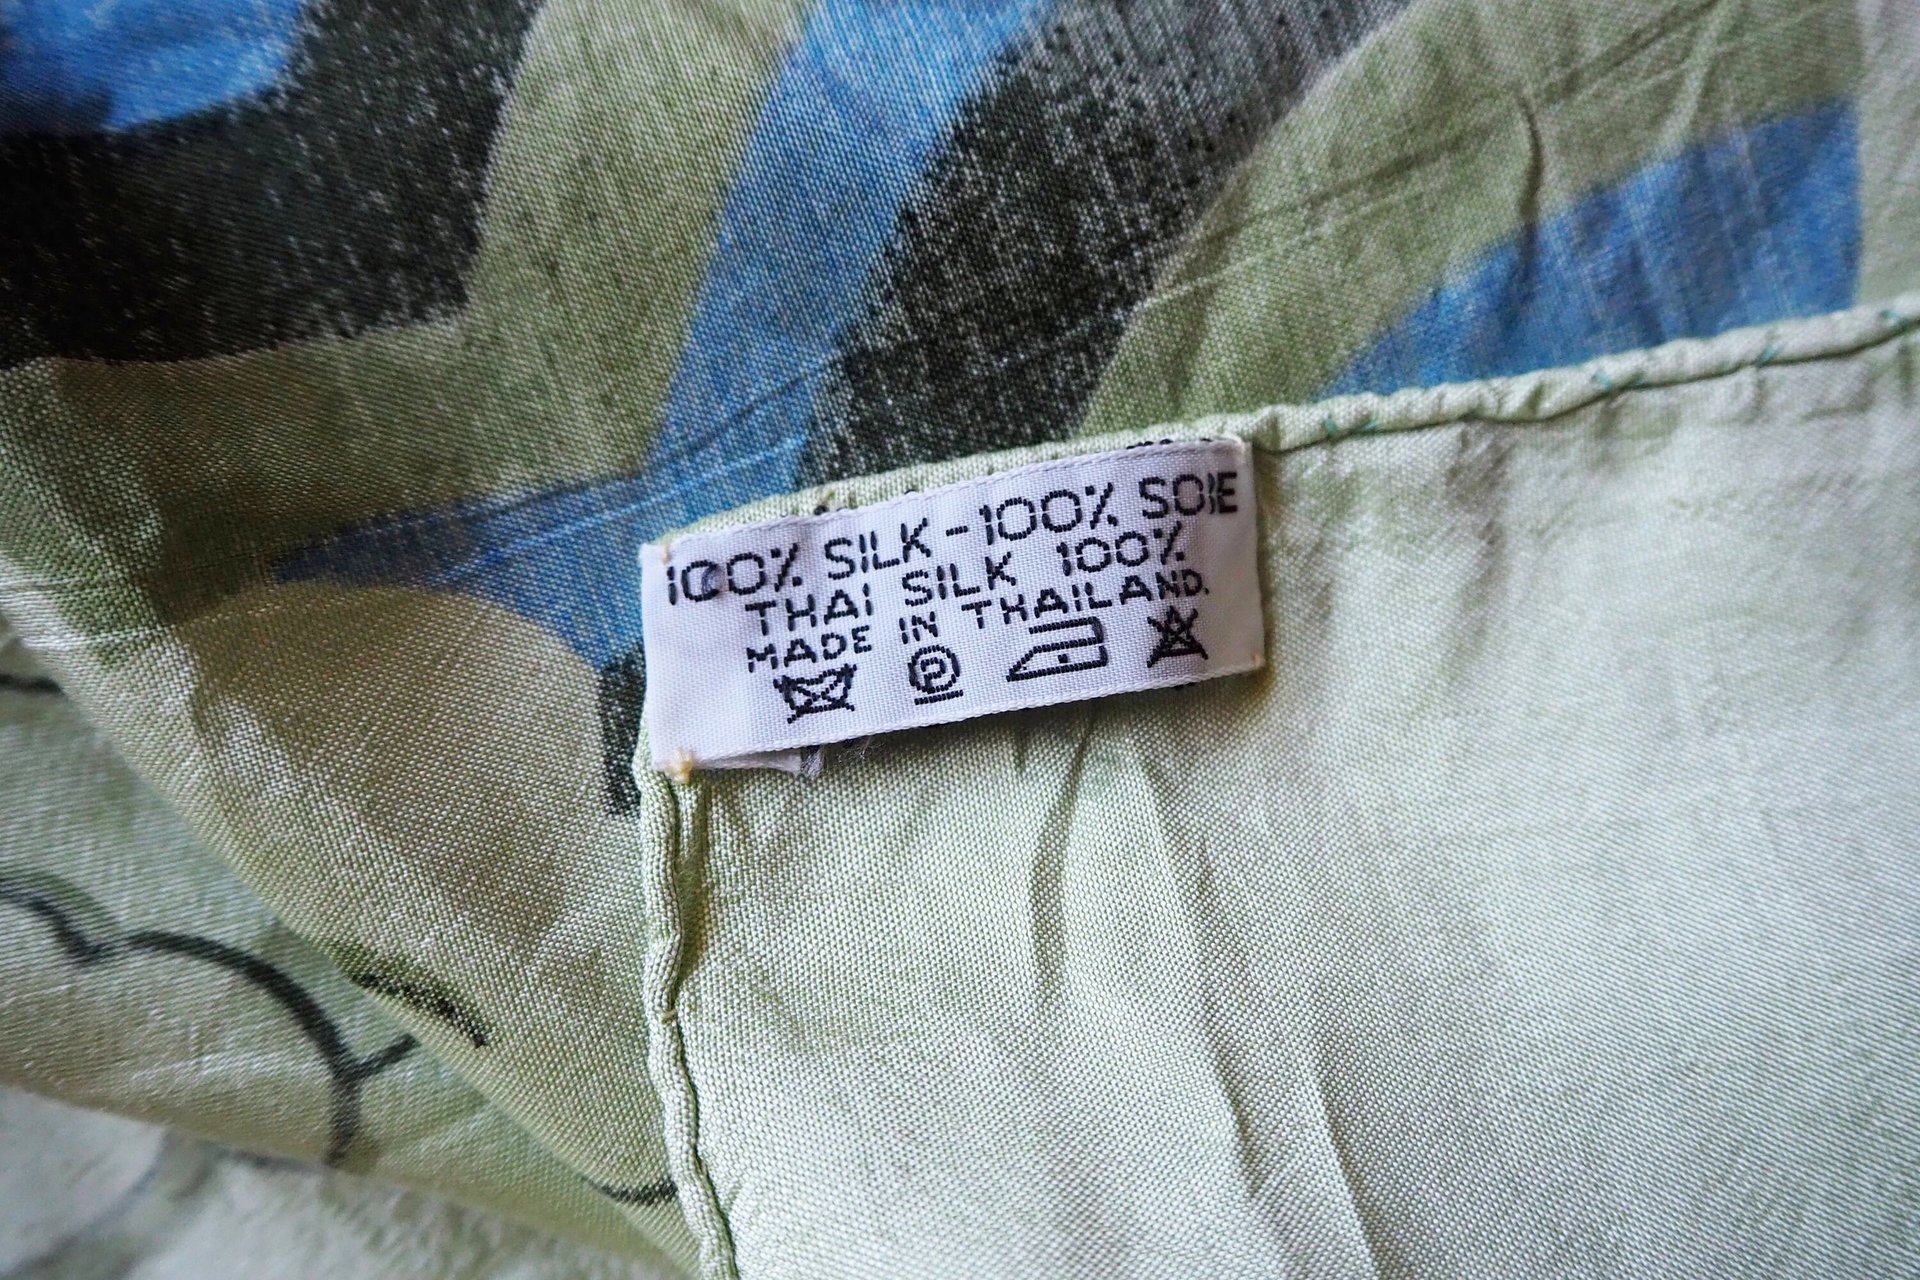 100% SILK - 100% SOIE
THAI SILK 100%
MADE IN THAILAND.
P